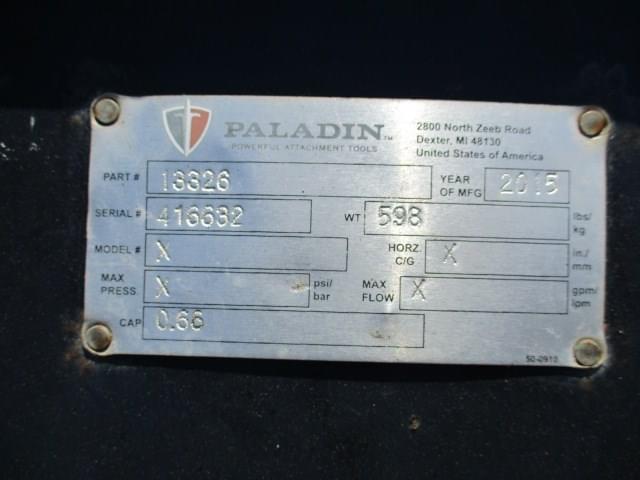 PALADIN™
POWERFUL ATTACHMENT TOOLS
2800 North Zeeb Road
Dexter, MI 48130
United States of America
PART # 13326
YEAR OF MFG 2015
SERIAL # 413632
WT 598 lbs/ kg
MODEL # X
HORZ. C/G X in./ mm
MAX PRESS. X psi/ bar
MAX FLOW X gpm/ lpm
CAP 0.66
50-0910